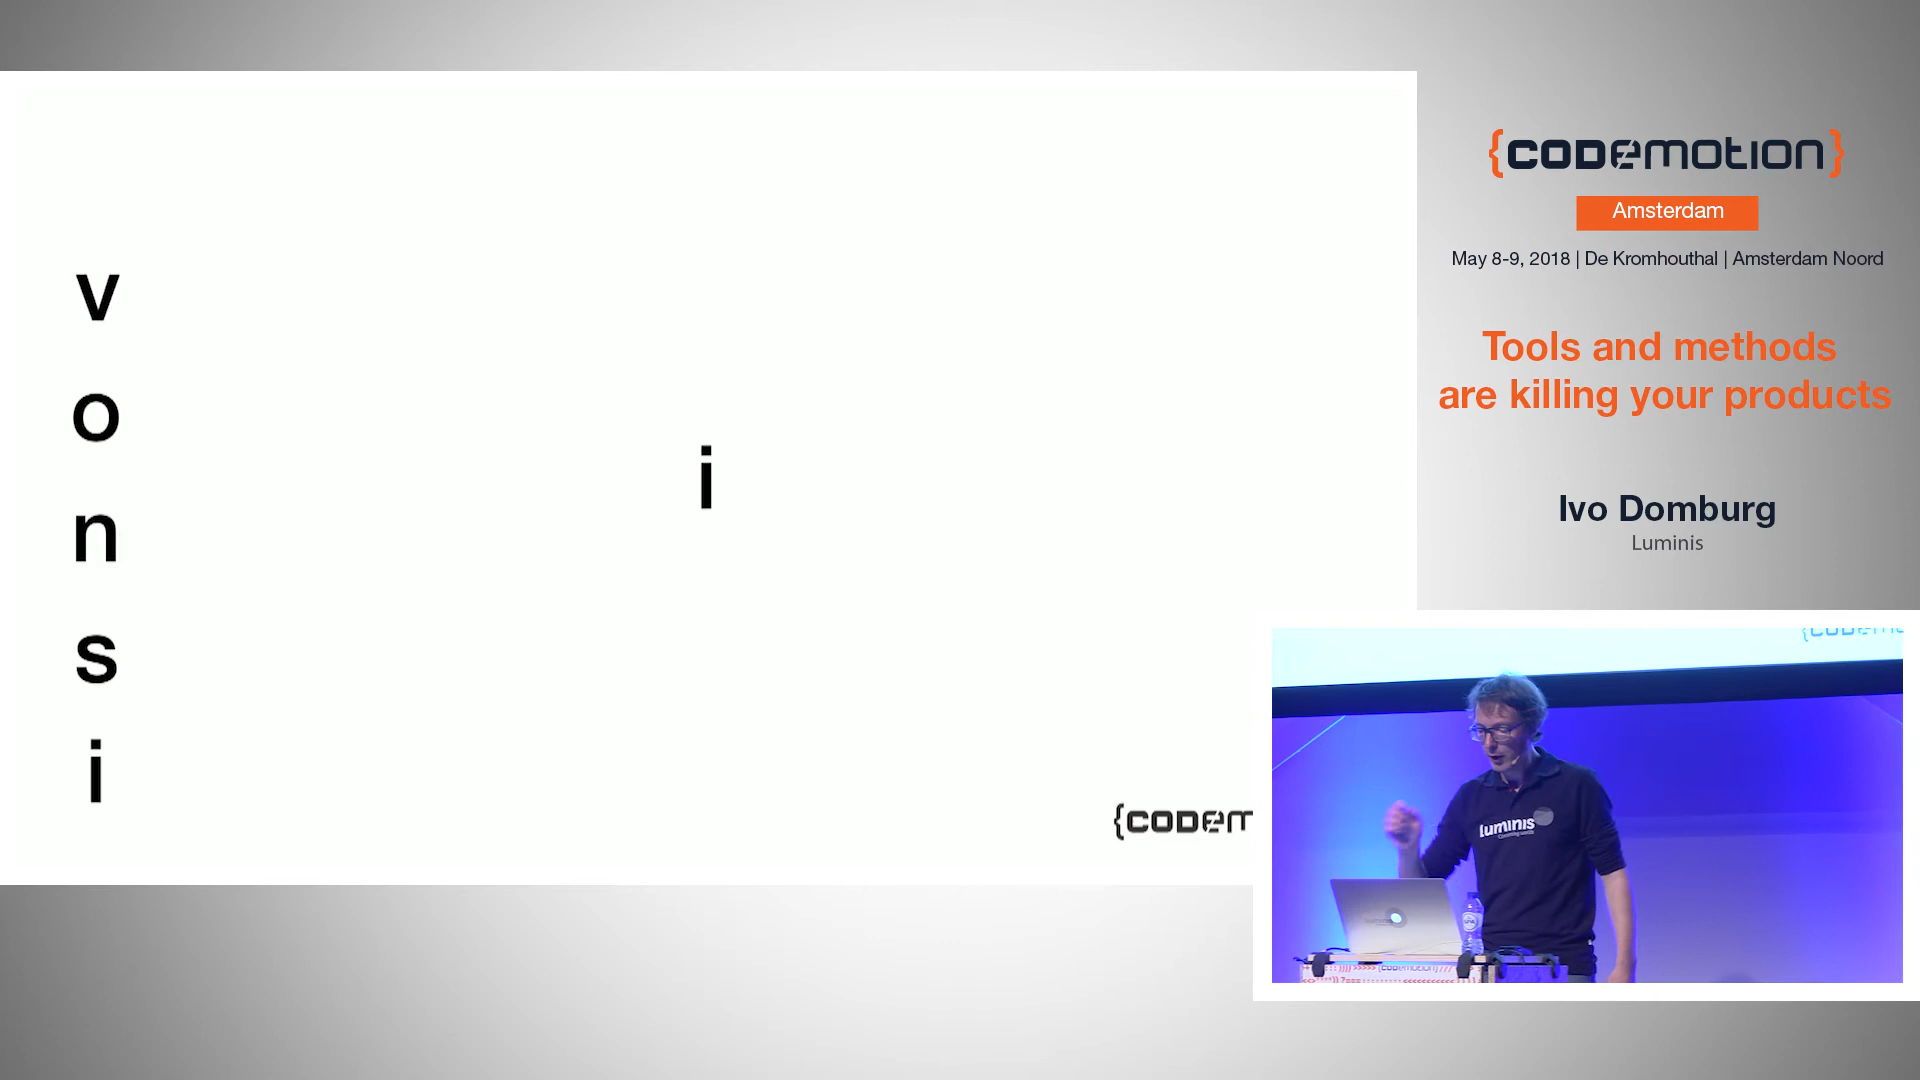 v
o
n
s
i
i
{CODEMOTION}
Amsterdam
May 8-9, 2018 | De Kromhouthal | Amsterdam Noord
Tools and methods
are killing your products
Ivo Domburg
Luminis
{CODEM
luminis
{CODEMOTION}